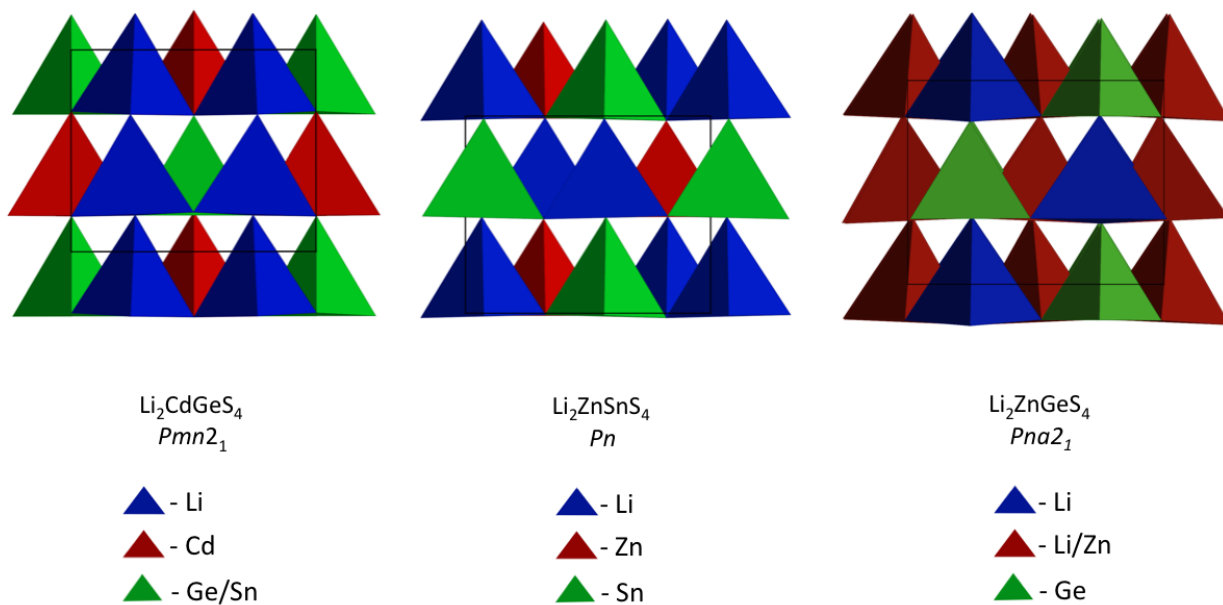 Li₂CdGeS₄
Pmn2₁
- Li
- Cd
- Ge/Sn
Li₂ZnSnS₄
Pn
- Li
- Zn
- Sn
Li₂ZnGeS₄
Pna2₁
- Li
- Li/Zn
- Ge